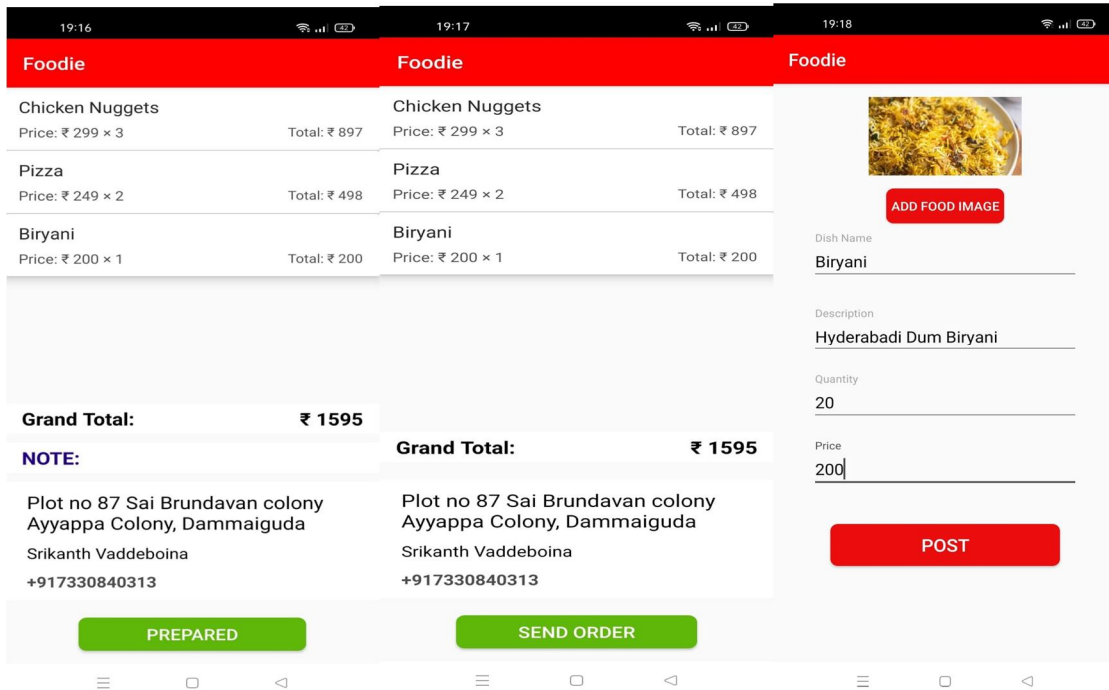 19:16
42
Foodie
Chicken Nuggets
Price: ₹ 299 × 3 Total: ₹ 897
Pizza
Price: ₹ 249 × 2 Total: ₹ 498
Biryani
Price: ₹ 200 × 1 Total: ₹ 200
Grand Total: ₹ 1595
NOTE:
Plot no 87 Sai Brundavan colony
Ayyappa Colony, Dammaiguda
Srikanth Vaddeboina
+917330840313
PREPARED
19:17
42
Foodie
Chicken Nuggets
Price: ₹ 299 × 3 Total: ₹ 897
Pizza
Price: ₹ 249 × 2 Total: ₹ 498
Biryani
Price: ₹ 200 × 1 Total: ₹ 200
Grand Total: ₹ 1595
Plot no 87 Sai Brundavan colony
Ayyappa Colony, Dammaiguda
Srikanth Vaddeboina
+917330840313
SEND ORDER
19:18
42
Foodie
ADD FOOD IMAGE
Dish Name
Biryani
Description
Hyderabadi Dum Biryani
Quantity
20
Price
200
POST